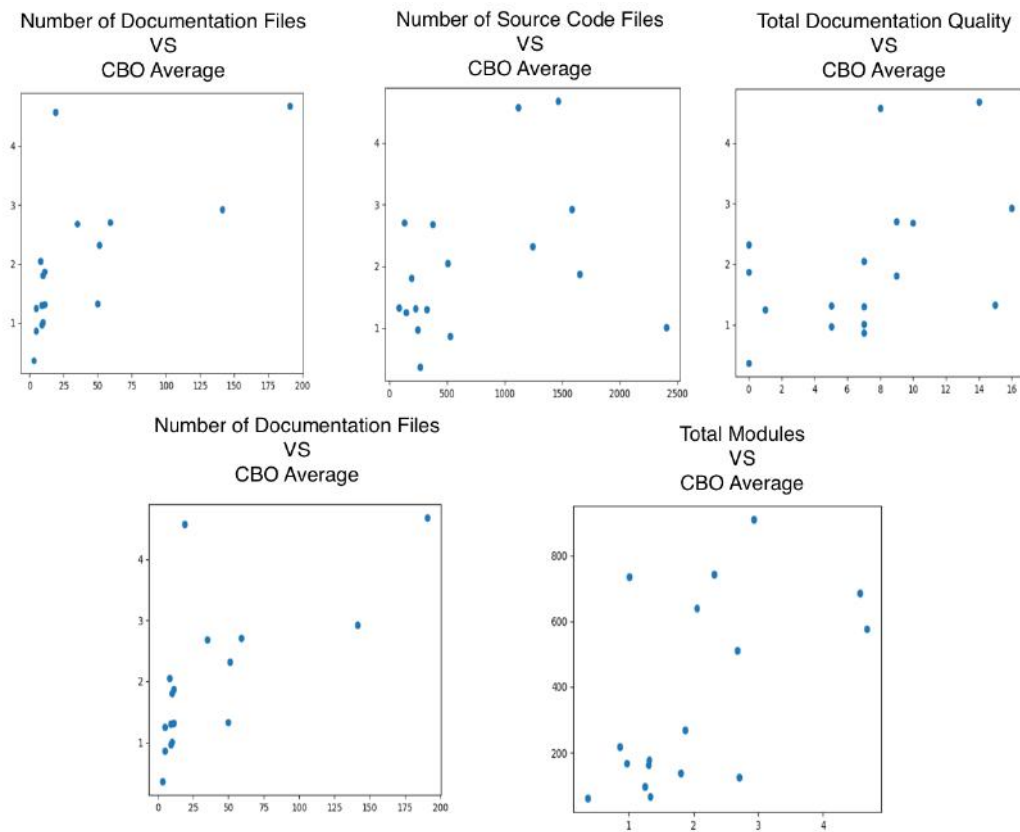 Number of Documentation Files
VS
CBO Average
4
3
2
1
0 25 50 75 100 125 150 175 200
Number of Source Code Files
VS
CBO Average
4
3
2
1
0 500 1000 1500 2000 2500
Total Documentation Quality
VS
CBO Average
4
3
2
1
0 2 4 6 8 10 12 14 16
Number of Documentation Files
VS
CBO Average
4
3
2
1
0 25 50 75 100 125 150 175 200
Total Modules
VS
CBO Average
800
600
400
200
1 2 3 4